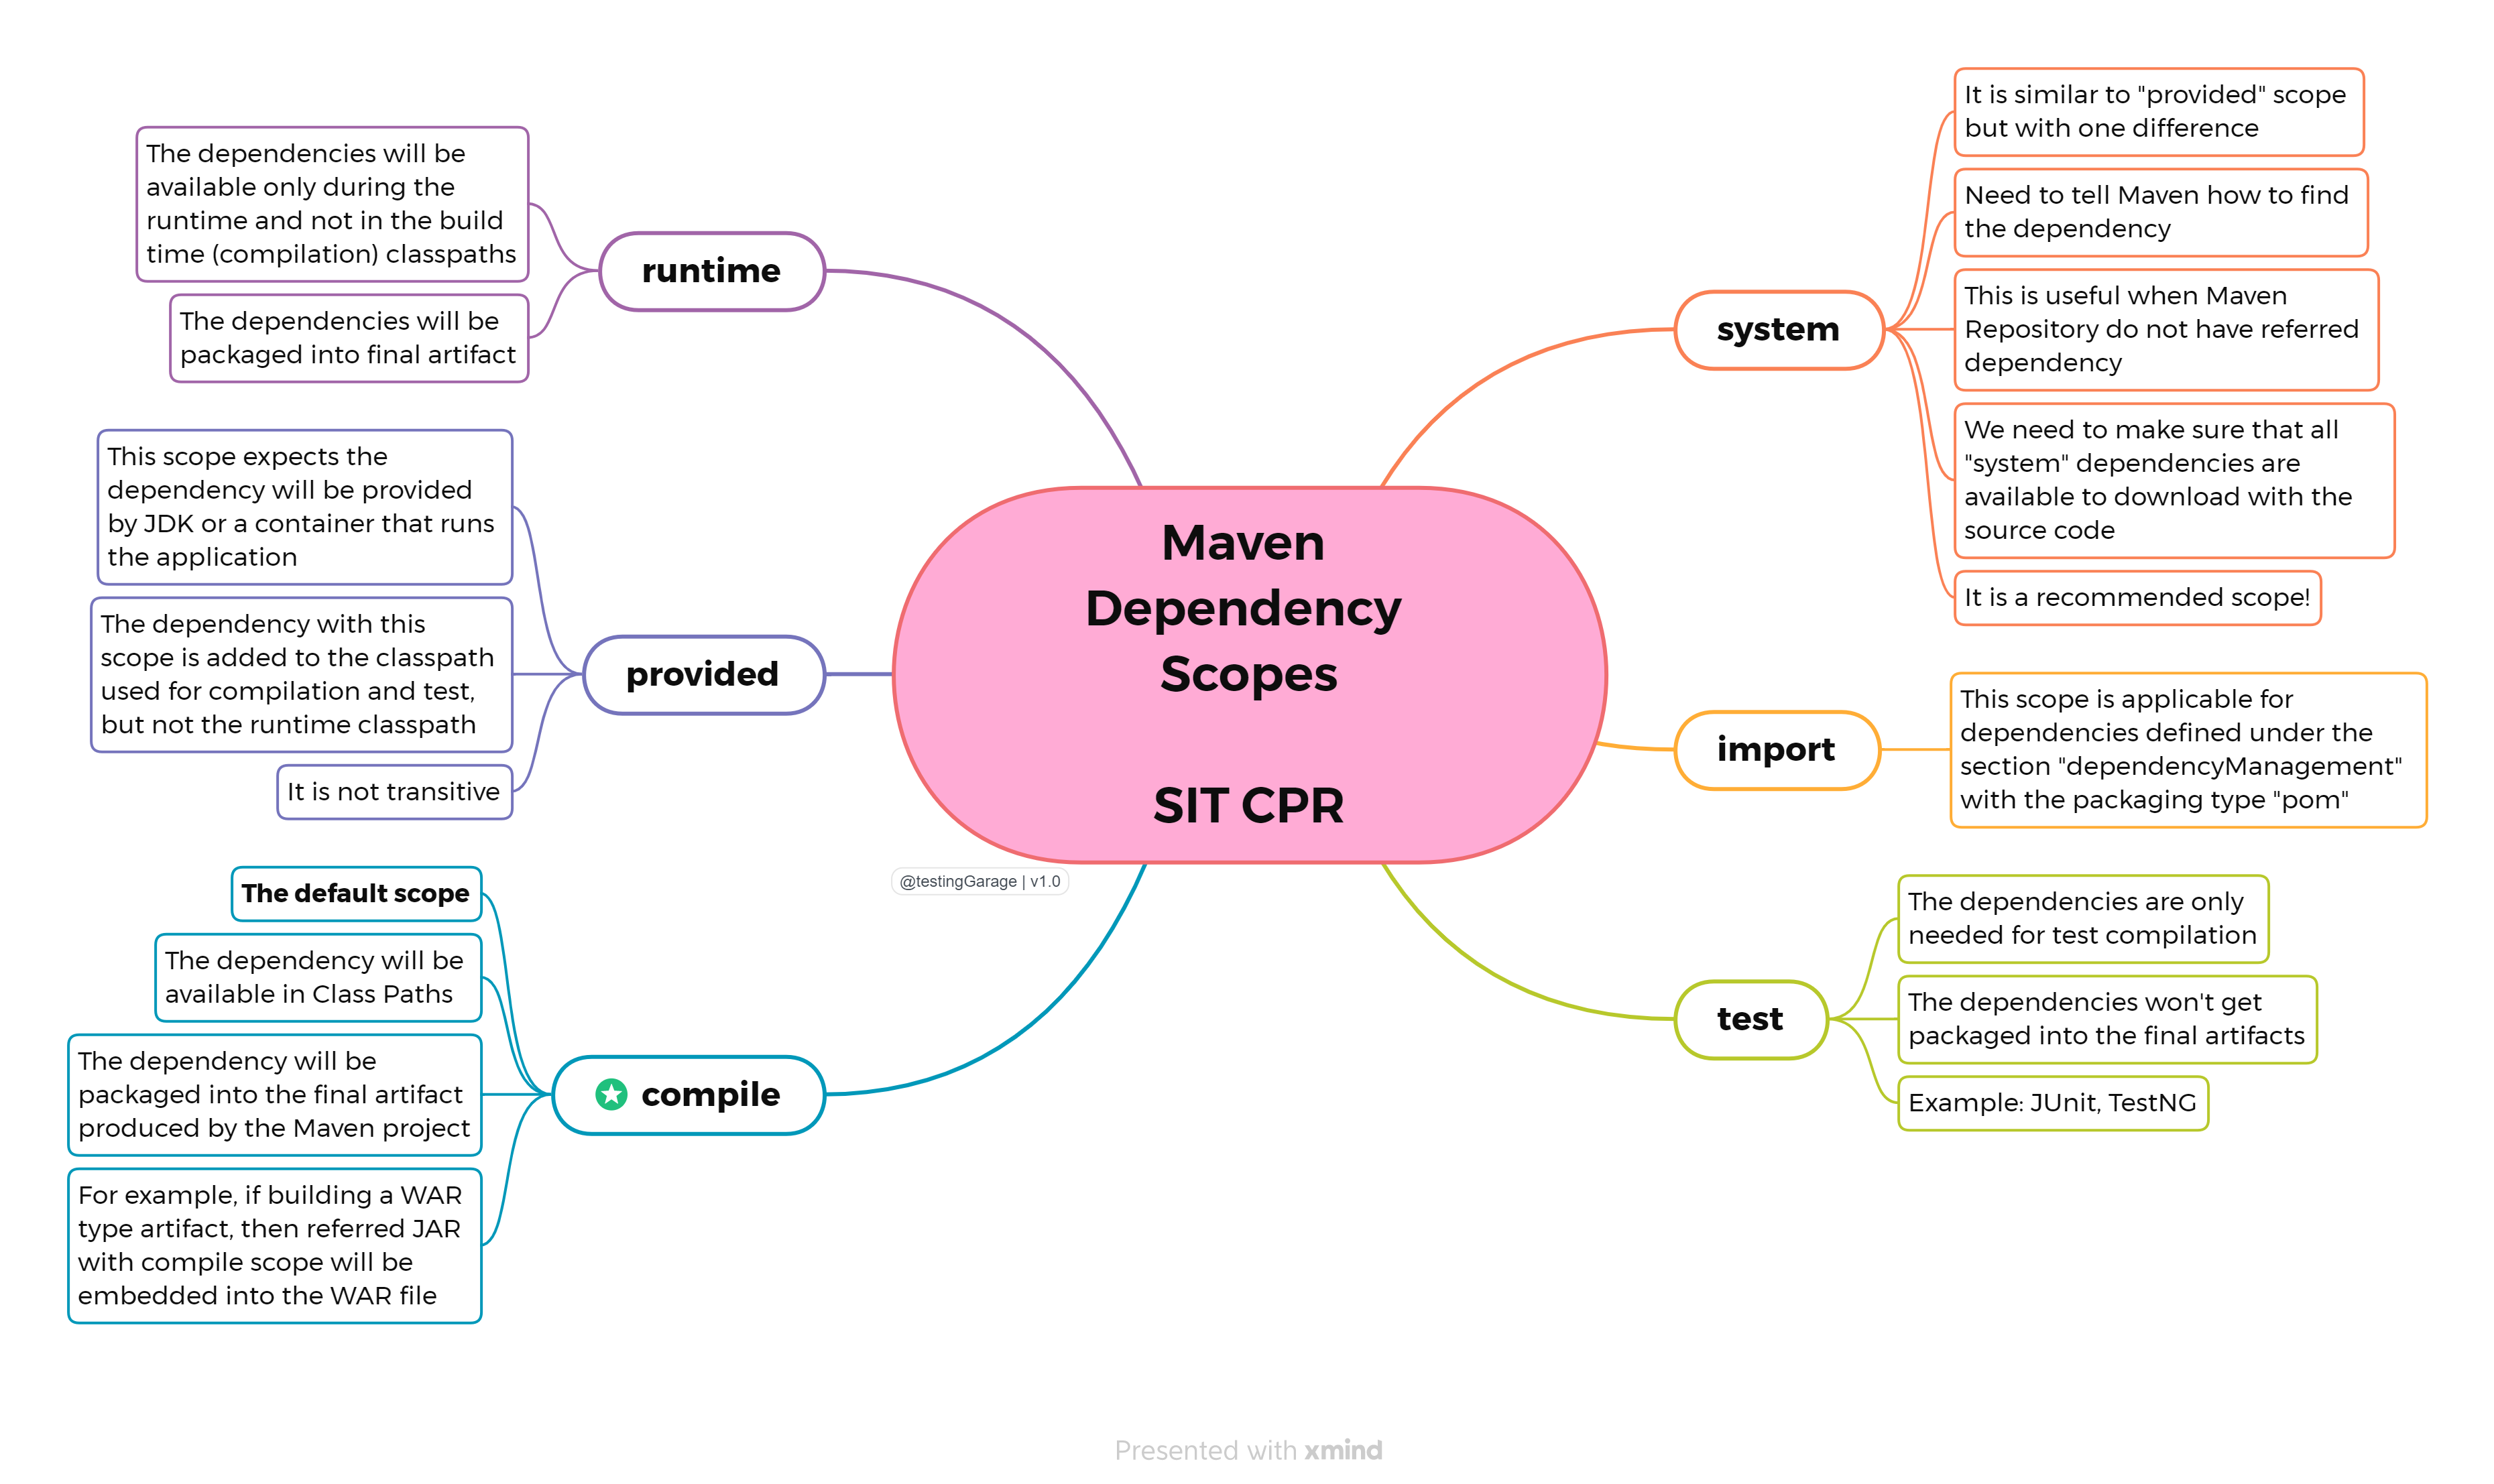 Maven
Dependency
Scopes
SIT CPR
@testingGarage | v1.0
system
It is similar to "provided" scope
but with one difference
Need to tell Maven how to find
the dependency
This is useful when Maven
Repository do not have referred
dependency
We need to make sure that all
"system" dependencies are
available to download with the
source code
It is a recommended scope!
import
This scope is applicable for
dependencies defined under the
section "dependencyManagement"
with the packaging type "pom"
test
The dependencies are only
needed for test compilation
The dependencies won't get
packaged into the final artifacts
Example: JUnit, TestNG
compile
The default scope
The dependency will be
available in Class Paths
The dependency will be
packaged into the final artifact
produced by the Maven project
For example, if building a WAR
type artifact, then referred JAR
with compile scope will be
embedded into the WAR file
provided
This scope expects the
dependency will be provided
by JDK or a container that runs
the application
The dependency with this
scope is added to the classpath
used for compilation and test,
but not the runtime classpath
It is not transitive
runtime
The dependencies will be
available only during the
runtime and not in the build
time (compilation) classpaths
The dependencies will be
packaged into final artifact
Presented with xmind